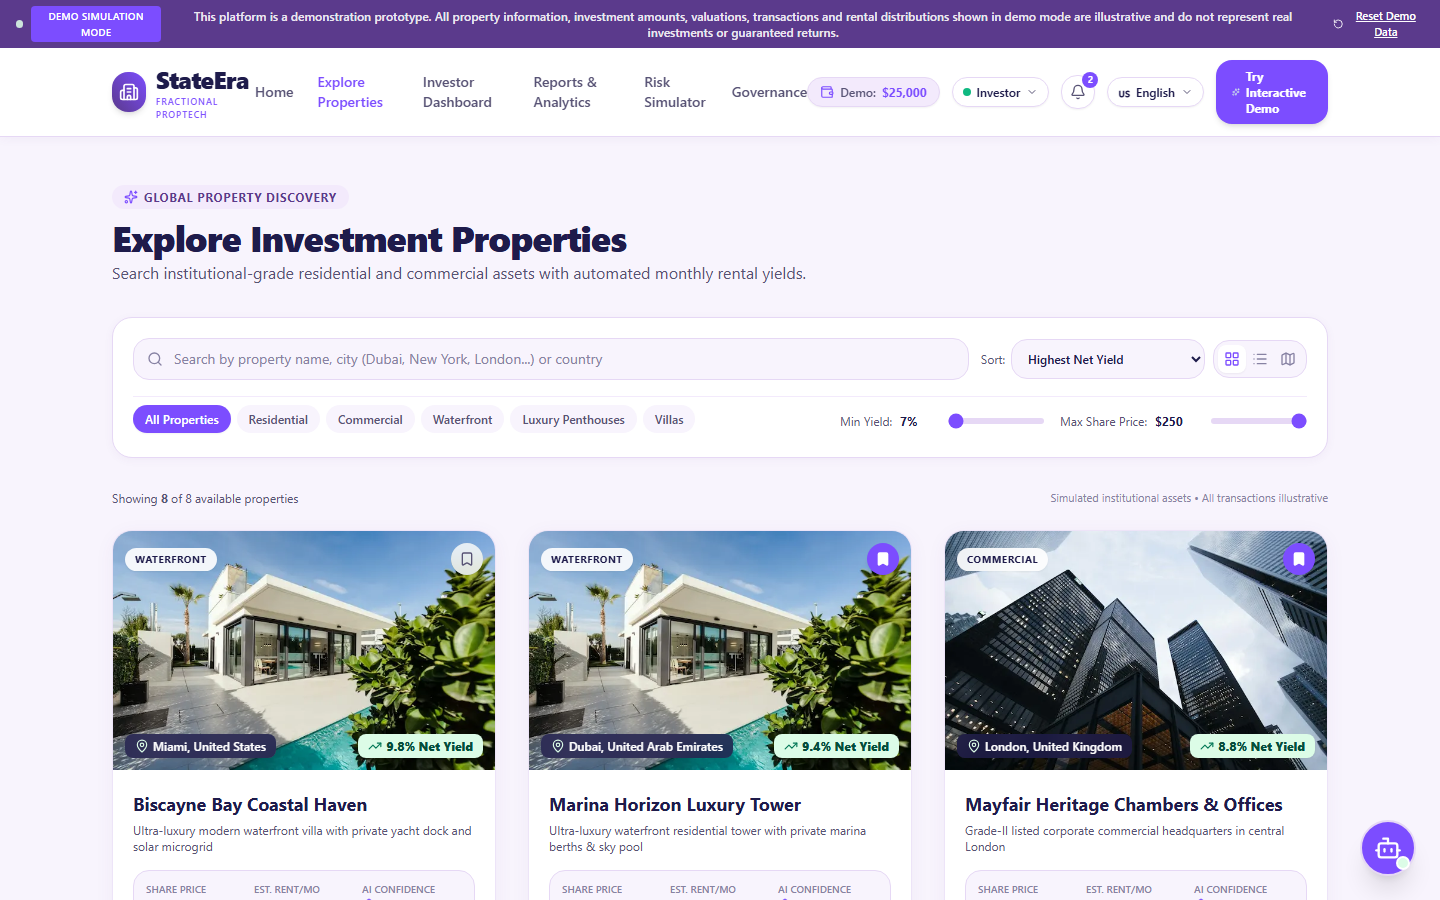 DEMO SIMULATION
MODE
This platform is a demonstration prototype. All property information, investment amounts, valuations, transactions and rental distributions shown in demo mode are illustrative and do not represent real
investments or guaranteed returns.
Reset Demo
Data
StateEra
FRACTIONAL
PROPTECH
Home
Explore
Properties
Investor
Dashboard
Reports &
Analytics
Risk
Simulator
Governance
Demo: $25,000
Investor
2
US English
Try
Interactive
Demo
GLOBAL PROPERTY DISCOVERY
Explore Investment Properties
Search institutional-grade residential and commercial assets with automated monthly rental yields.
Search by property name, city (Dubai, New York, London...) or country
Sort: Highest Net Yield
All Properties
Residential
Commercial
Waterfront
Luxury Penthouses
Villas
Min Yield: 7%
Max Share Price: $250
Showing 8 of 8 available properties
Simulated institutional assets • All transactions illustrative
WATERFRONT
Miami, United States
9.8% Net Yield
Biscayne Bay Coastal Haven
Ultra-luxury modern waterfront villa with private yacht dock and
solar microgrid
SHARE PRICE
EST. RENT/MO
AI CONFIDENCE
WATERFRONT
Dubai, United Arab Emirates
9.4% Net Yield
Marina Horizon Luxury Tower
Ultra-luxury waterfront residential tower with private marina
berths & sky pool
SHARE PRICE
EST. RENT/MO
AI CONFIDENCE
COMMERCIAL
London, United Kingdom
8.8% Net Yield
Mayfair Heritage Chambers & Offices
Grade-II listed corporate commercial headquarters in central
London
SHARE PRICE
EST. RENT/MO
AI CONFIDENCE